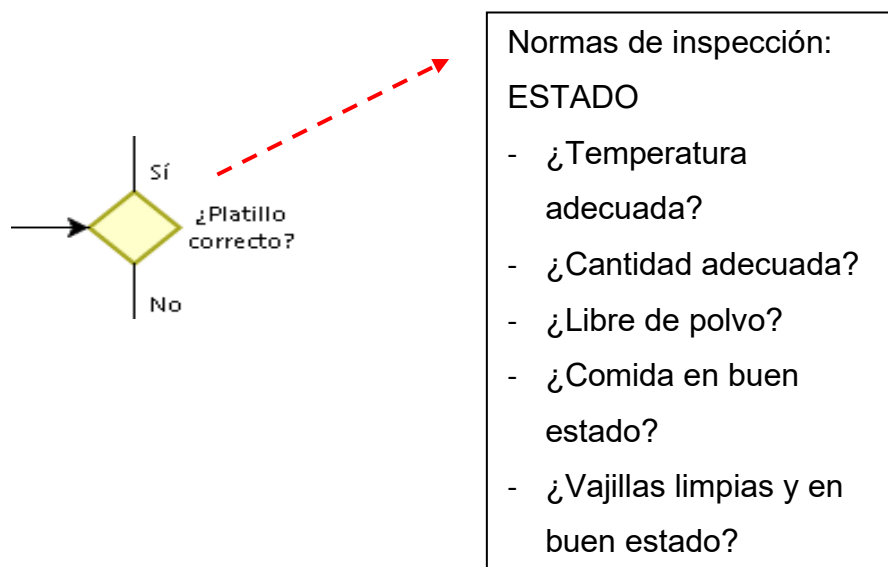 Sí
¿Platillo
correcto?
No
Normas de inspección:
ESTADO
- ¿Temperatura
adecuada?
- ¿Cantidad adecuada?
- ¿Libre de polvo?
- ¿Comida en buen
estado?
- ¿Vajillas limpias y en
buen estado?